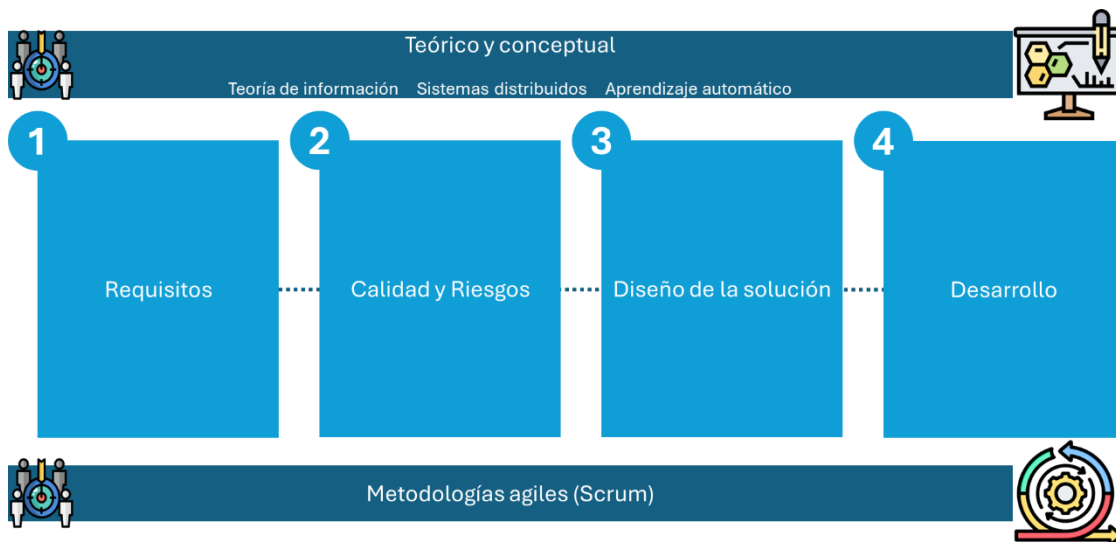 Teórico y conceptual
Teoría de información Sistemas distribuidos Aprendizaje automático
1
2
3
4
Requisitos
Calidad y Riesgos
Diseño de la solución
Desarrollo
Metodologías agiles (Scrum)